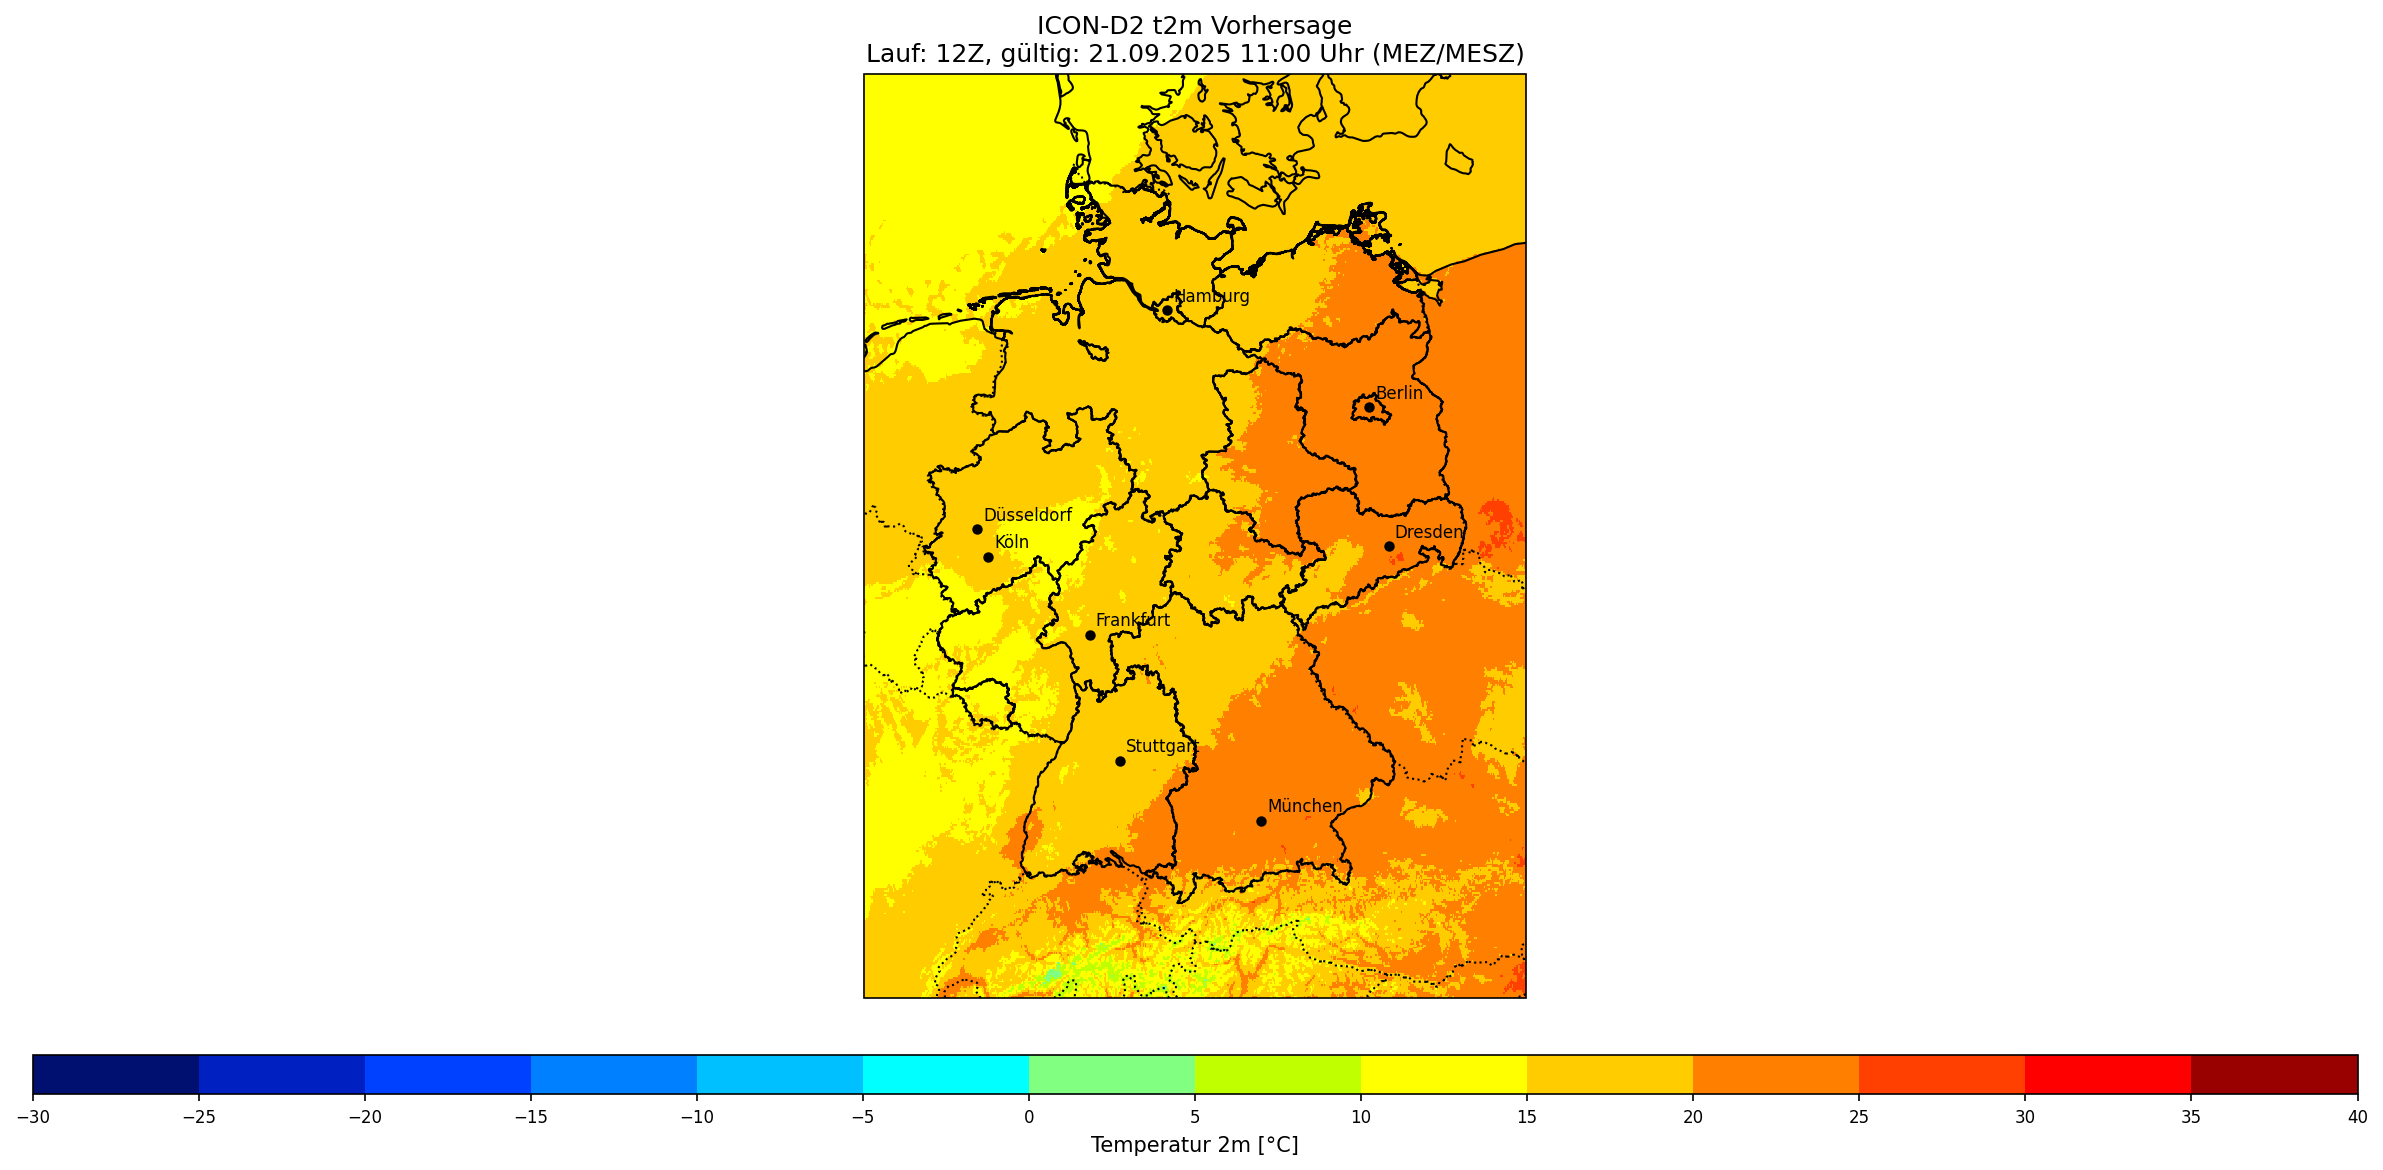 ICON-D2 t2m Vorhersage
Lauf: 12Z, gültig: 21.09.2025 11:00 Uhr (MEZ/MESZ)
Hamburg
Berlin
Düsseldorf
Dresden
Köln
Frankfurt
Stuttgart
München
−30 −25 −20 −15 −10 −5 0 5 10 15 20 25 30 35 40
Temperatur 2m [°C]